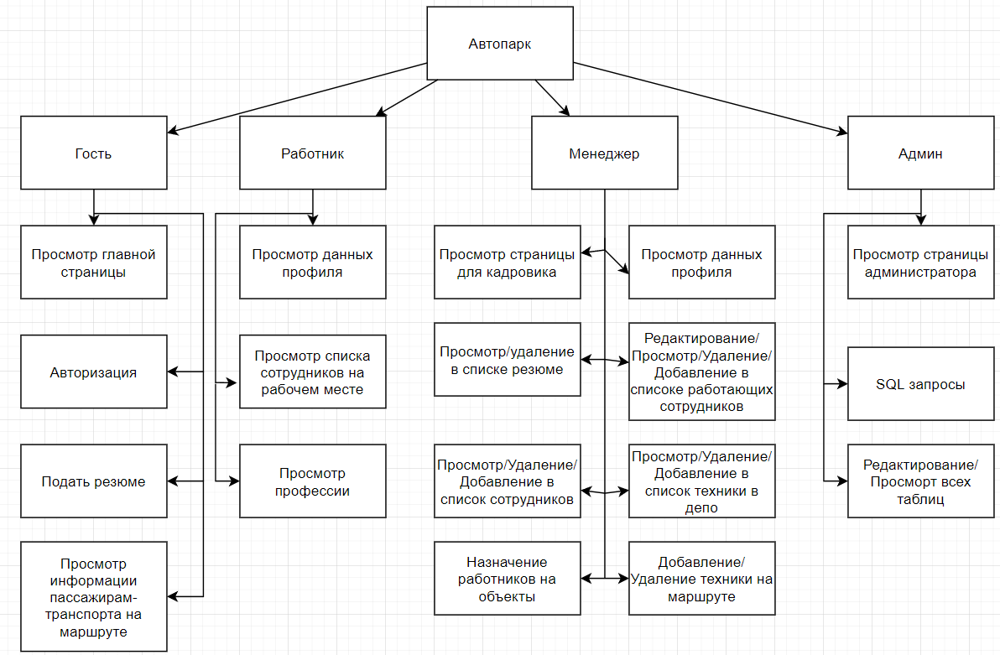 Автопарк
Гость
Работник
Менеджер
Админ
Просмотр главной
страницы
Просмотр данных
профиля
Просмотр страницы
для кадровика
Просмотр данных
профиля
Просмотр страницы
администратора
Авторизация
Просмотр списка
сотрудников на
рабочем месте
Просмотр/удаление
в списке резюме
Редактирование/
Просмотр/Удаление/
Добавление в
списоке работающих
сотрудников
SQL запросы
Подать резюме
Просмотр
профессии
Просмотр/Удаление/
Добавление в
список сотрудников
Просмотр/Удаление/
Добавление в
список техники в
депо
Редактирование/
Просморт всех
таблиц
Просмотр
информации
пассажирам-
транспорта на
маршруте
Назначение
работников на
объекты
Добавление/
Удаление техники на
маршруте